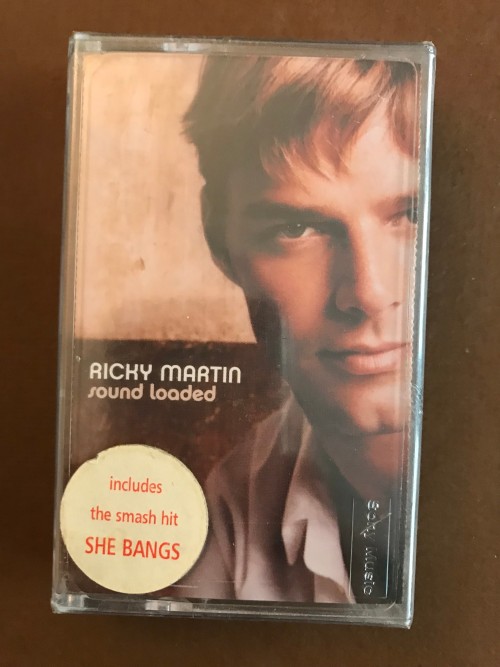 RICKY MARTIN
sound loaded
includes
the smash hit
SHE BANGS
sony music